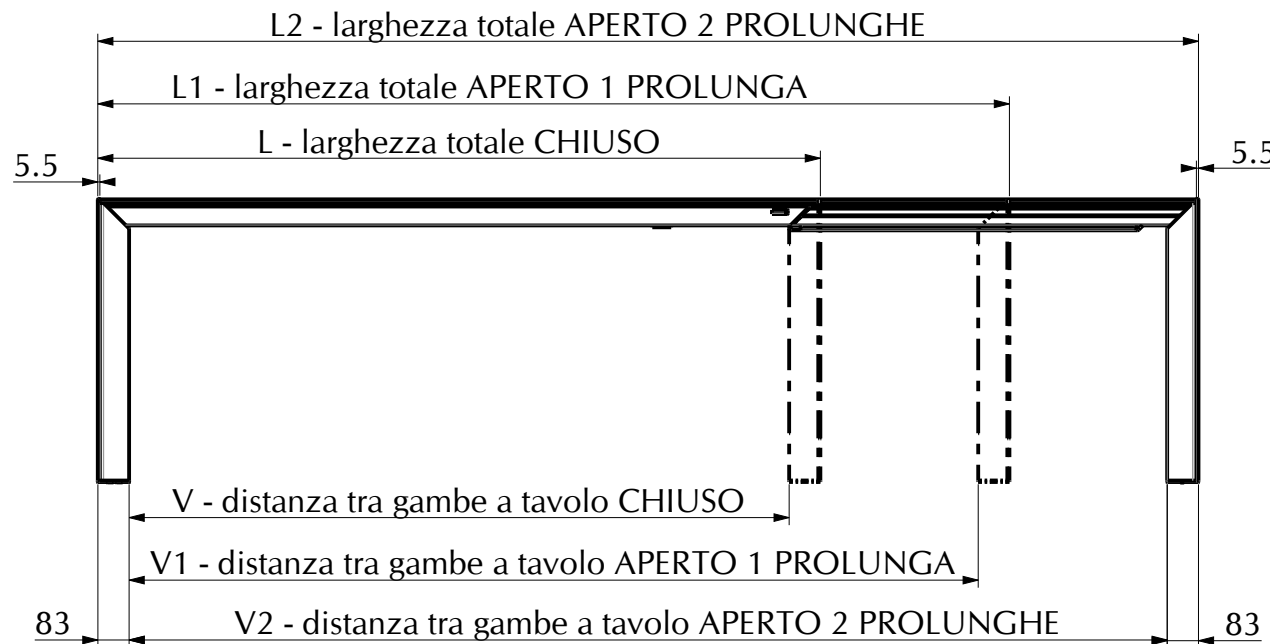 L2 - larghezza totale APERTO 2 PROLUNGHE
L1 - larghezza totale APERTO 1 PROLUNGA
L - larghezza totale CHIUSO
5.5
5.5
V - distanza tra gambe a tavolo CHIUSO
V1 - distanza tra gambe a tavolo APERTO 1 PROLUNGA
83
V2 - distanza tra gambe a tavolo APERTO 2 PROLUNGHE
83